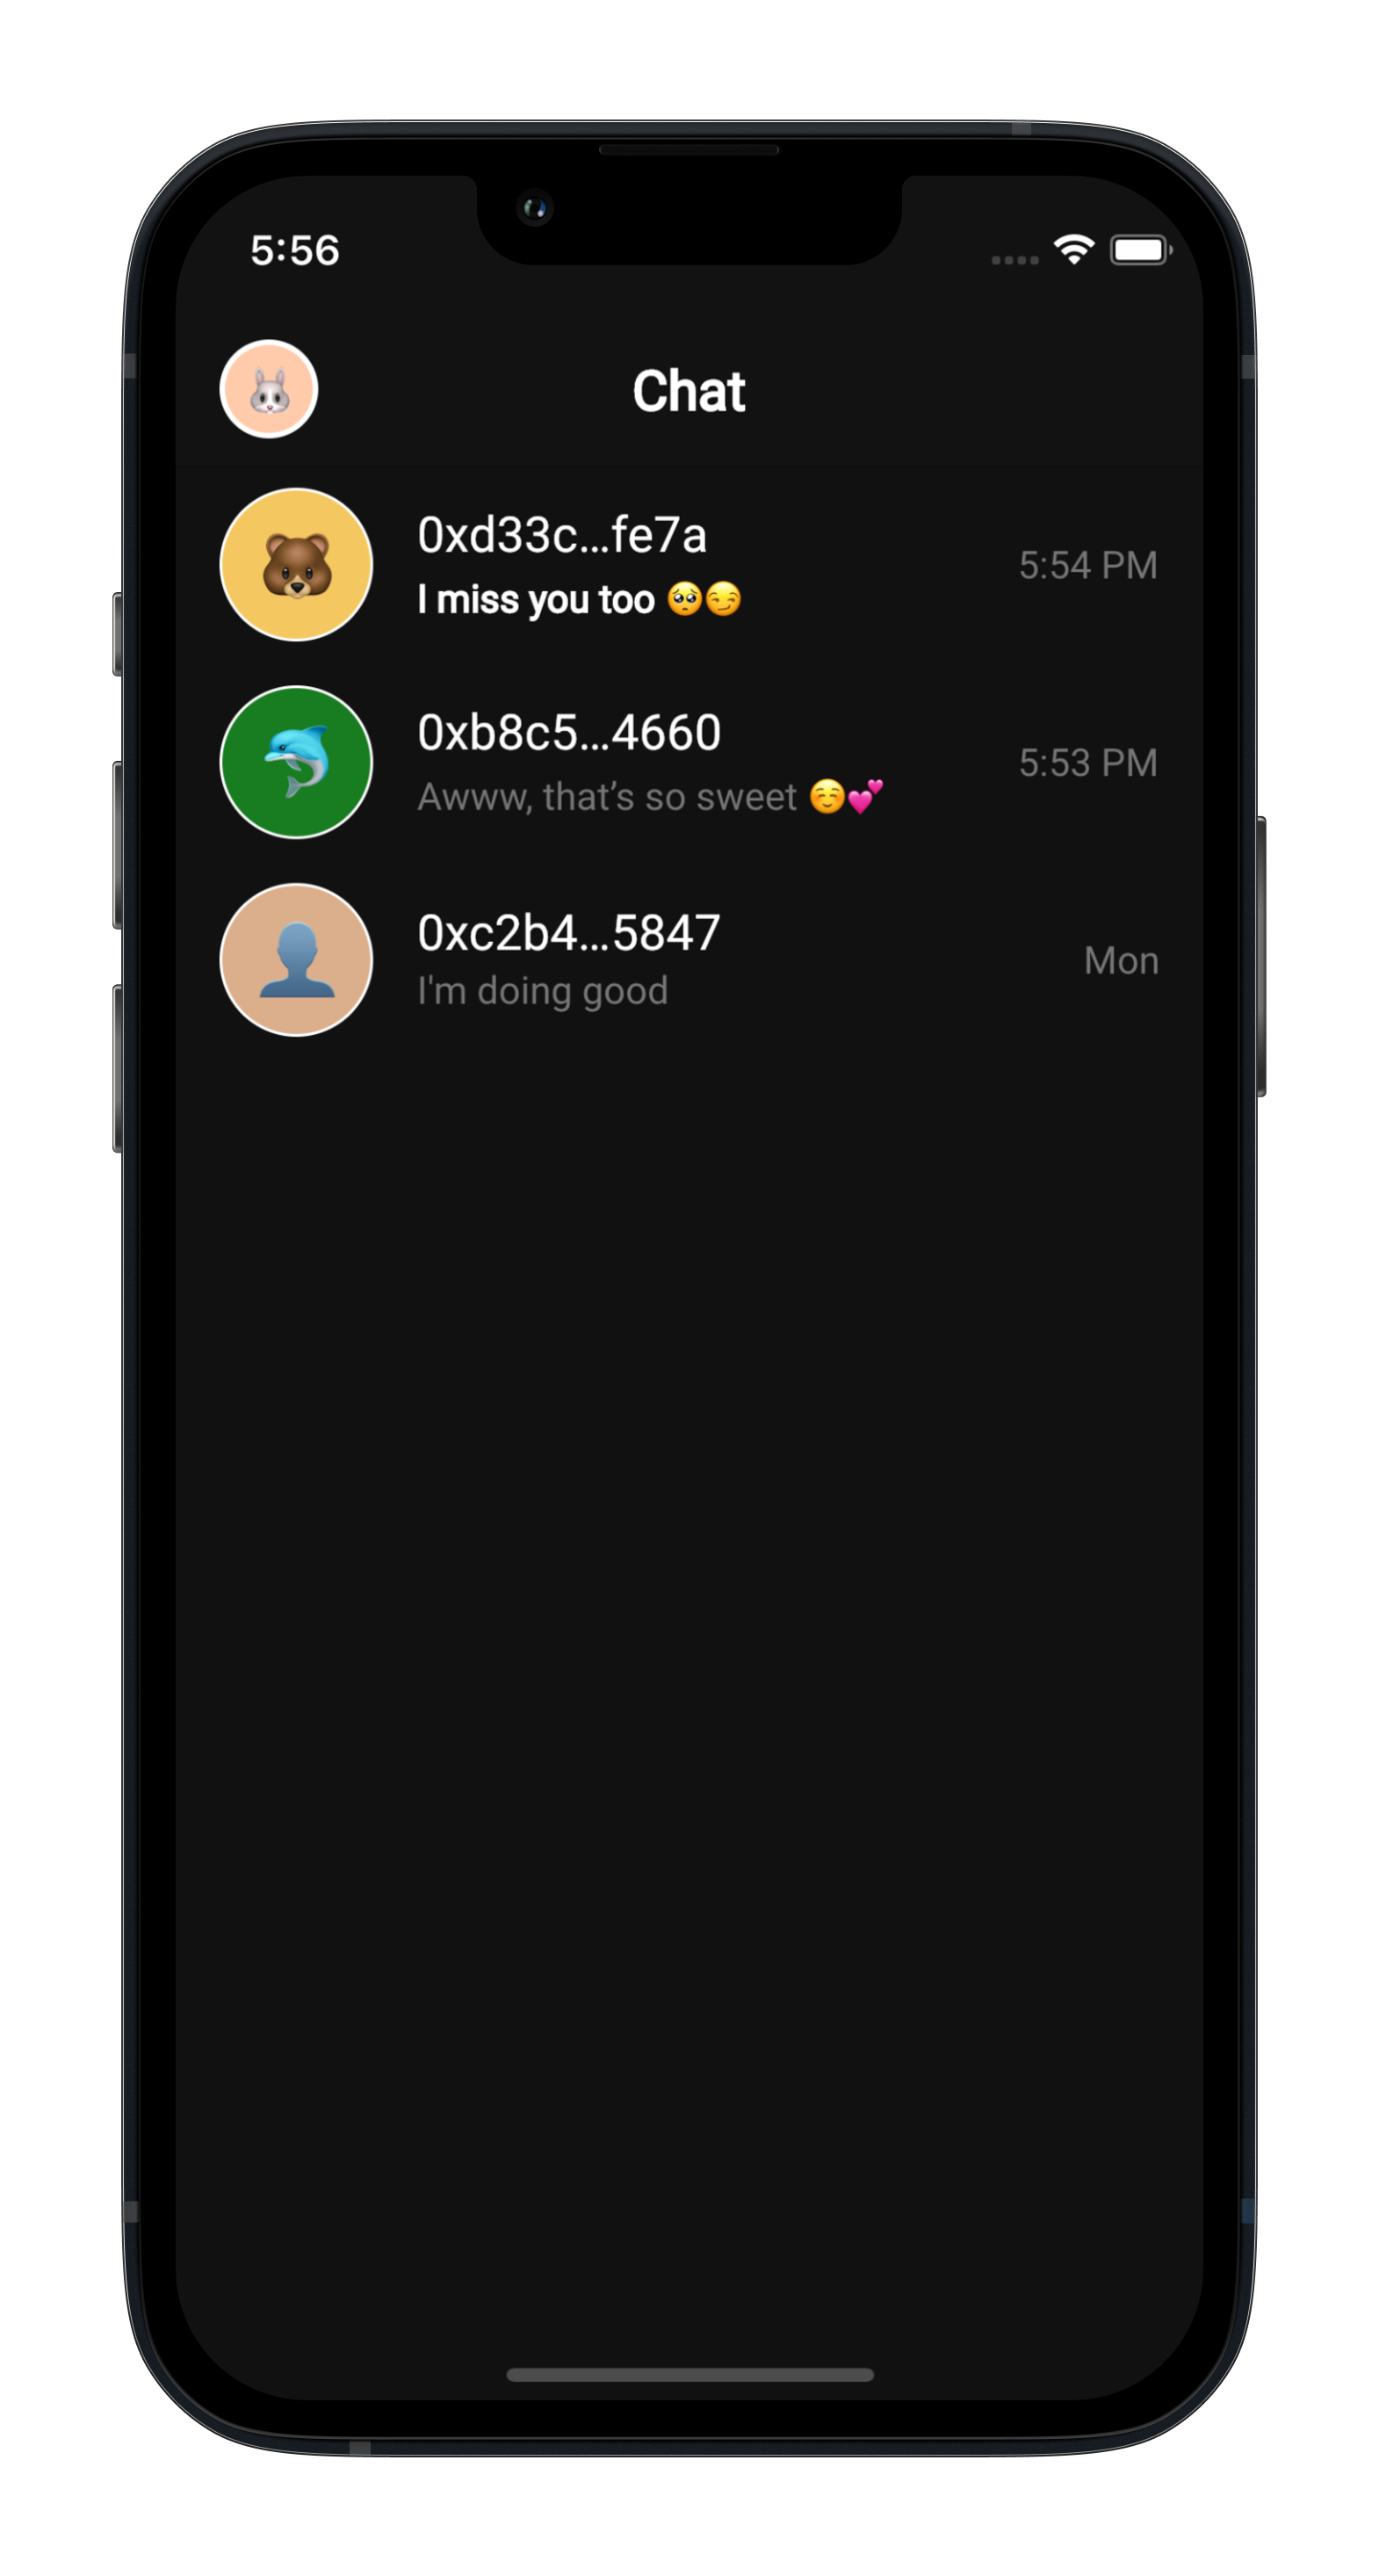 5:56
Chat
0xd33c...fe7a
I miss you too 🥺😏
5:54 PM
0xb8c5...4660
Awww, that’s so sweet ☺️💕
5:53 PM
0xc2b4...5847
I'm doing good
Mon